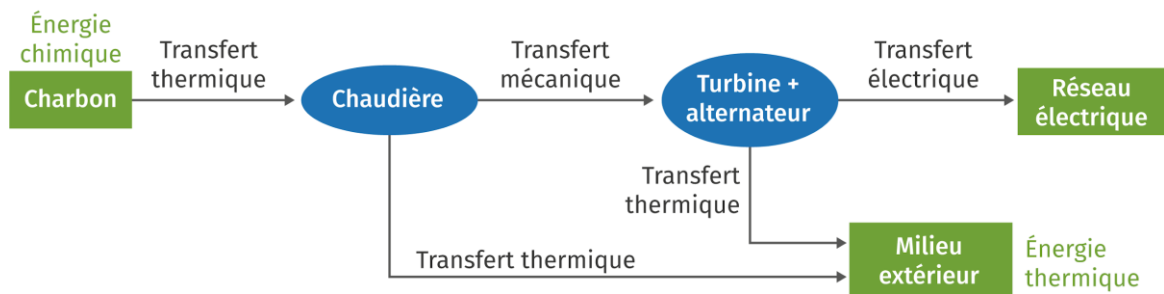 Énergie
chimique
Charbon
Transfert
thermique
Chaudière
Transfert
mécanique
Turbine +
alternateur
Transfert
électrique
Réseau
électrique
Transfert
thermique
Transfert thermique
Milieu
extérieur
Énergie
thermique